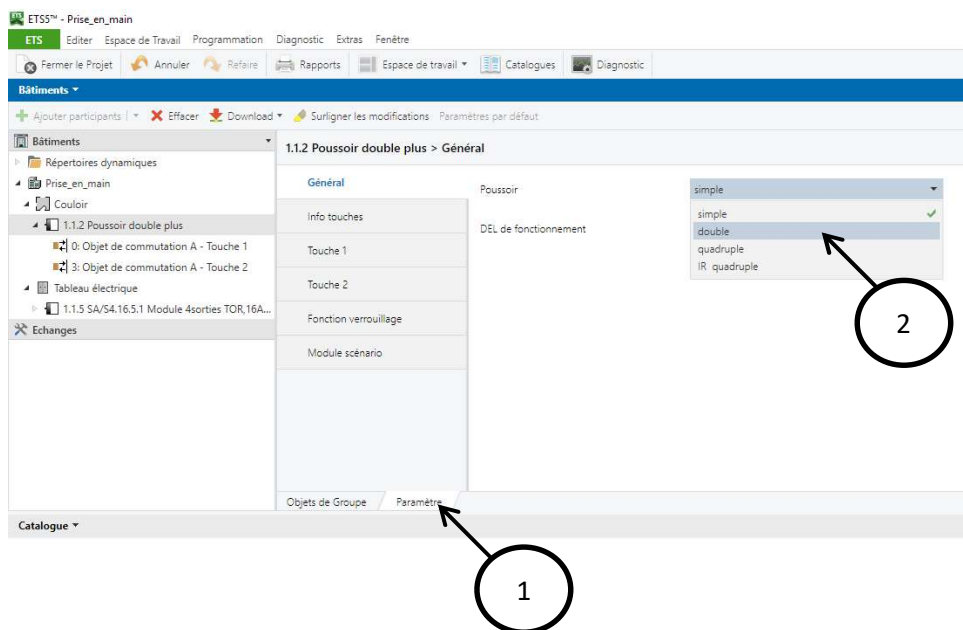 ETS5™ - Prise_en_main
ETS Editer Espace de Travail Programmation Diagnostic Extras Fenêtre
Fermer le Projet Annuler Refaire Rapports Espace de travail Catalogues Diagnostic
Bâtiments
Ajouter participants Effacer Download Surligner les modifications Paramètres par défaut
Bâtiments
Répertoires dynamiques
Prise_en_main
Couloir
1.1.2 Poussoir double plus
0: Objet de commutation A - Touche 1
3: Objet de commutation A - Touche 2
Tableau électrique
1.1.5 SA/S4.16.5.1 Module 4sorties TOR,16A...
Echanges
1.1.2 Poussoir double plus > Général
Général
Info touches
Touche 1
Touche 2
Fonction verrouillage
Module scénario
Poussoir simple
simple
DEL de fonctionnement
double
quadruple
IR quadruple
2
Objets de Groupe Paramètre
Catalogue
1